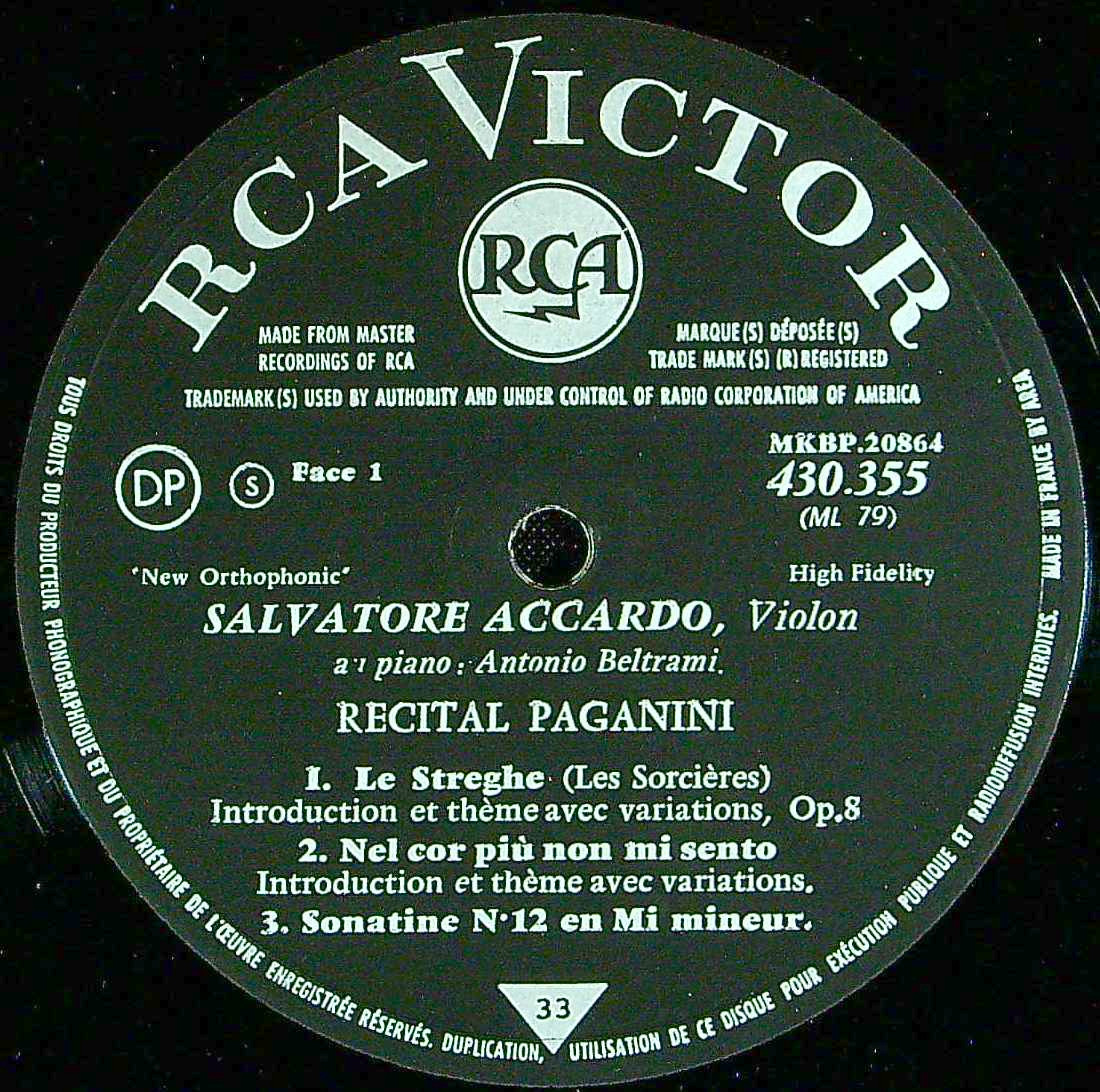 RCA VICTOR
RCA
MADE FROM MASTER
RECORDINGS OF RCA
MARQUE(S) DÉPOSÉE(S)
TRADE MARK(S) (R) REGISTERED
TRADEMARK(S) USED BY AUTHORITY AND UNDER CONTROL OF RADIO CORPORATION OF AMERICA
DP S Face 1
MKBP.20864
430.355
(ML 79)
"New Orthophonic"
High Fidelity
SALVATORE ACCARDO, Violon
au piano : Antonio Beltrami.
RECITAL PAGANINI
1. Le Streghe (Les Sorcières)
Introduction et thème avec variations, Op.8
2. Nel cor più non mi sento
Introduction et thème avec variations.
3. Sonatine N°12 en Mi mineur.
33
TOUS DROITS DU PRODUCTEUR PHONOGRAPHIQUE ET DU PROPRIÉTAIRE DE L'ŒUVRE ENREGISTRÉE RÉSERVÉS. DUPLICATION, UTILISATION DE CE DISQUE POUR EXÉCUTION PUBLIQUE ET RADIODIFFUSION INTERDITES. MADE IN FRANCE BY AREA